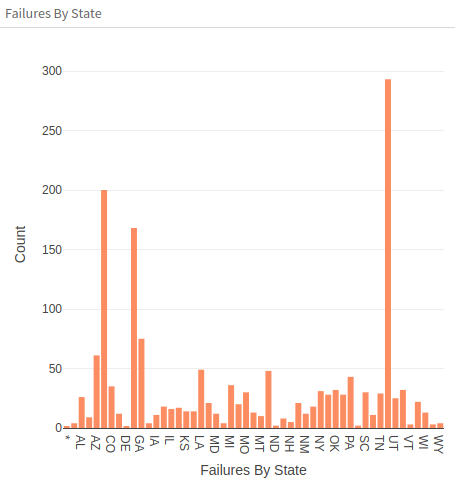 Failures By State
300
250
200
150
100
50
0
Count
* AL AZ CO DE GA IA IL KS LA MD MI MO MT ND NH NM NY OK PA SC TN UT VT WI WY
Failures By State